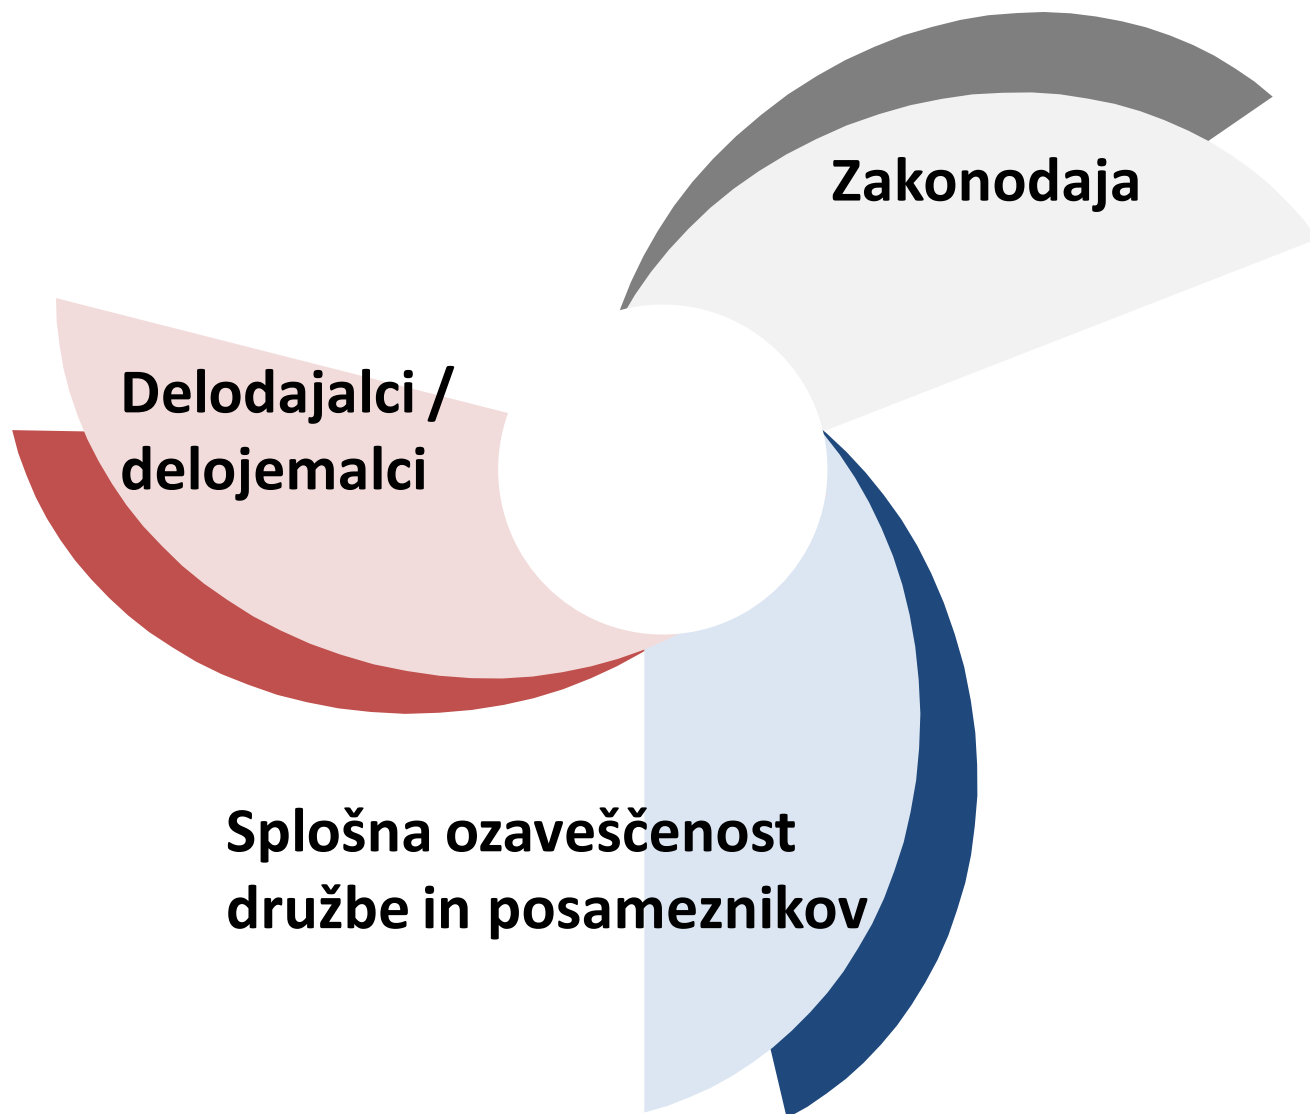 Zakonodaja
Delodajalci /
delojemalci
Splošna ozaveščenost
družbe in posameznikov